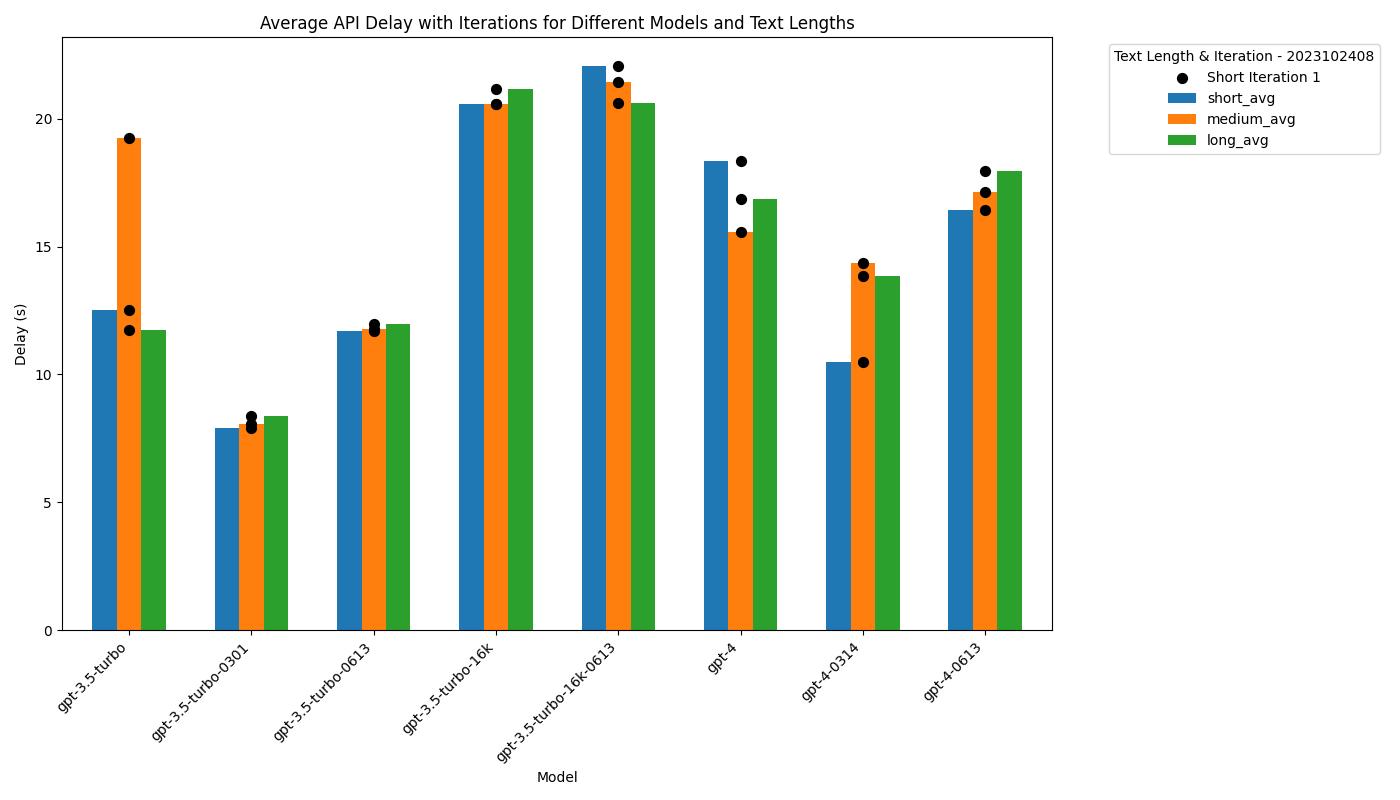 Average API Delay with Iterations for Different Models and Text Lengths
Text Length & Iteration - 2023102408
Short Iteration 1
short_avg
medium_avg
long_avg
Delay (s)
20
15
10
5
0
gpt-3.5-turbo
gpt-3.5-turbo-0301
gpt-3.5-turbo-0613
gpt-3.5-turbo-16k
gpt-3.5-turbo-16k-0613
gpt-4
gpt-4-0314
gpt-4-0613
Model